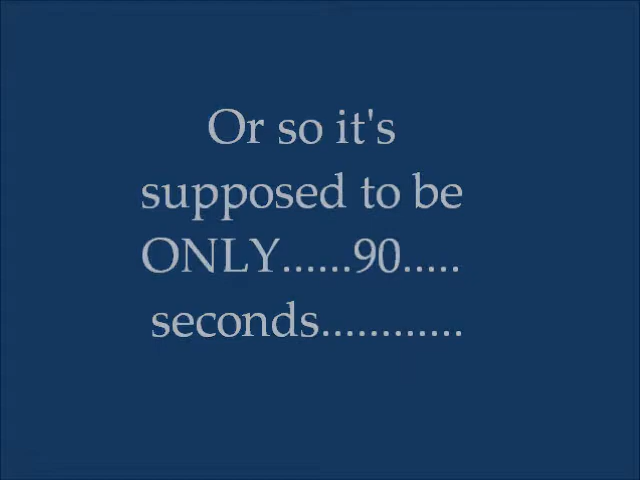 Or so it's
supposed to be
ONLY......90.....
seconds............